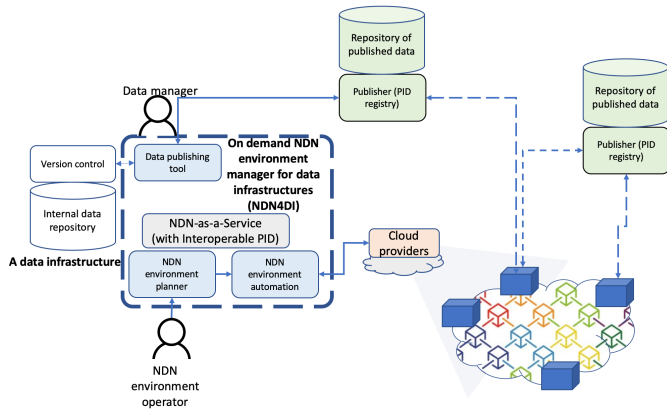 Repository of
published data
Publisher (PID
registry)
Repository of
published data
Publisher (PID
registry)
Data manager
On demand NDN
environment
manager for data
infrastructures
(NDN4DI)
Version control
Data publishing
tool
Internal data
repository
NDN-as-a-Service
(with Interoperable PID)
Cloud
providers
A data infrastructure
NDN
environment
planner
NDN
environment
automation
NDN
environment
operator